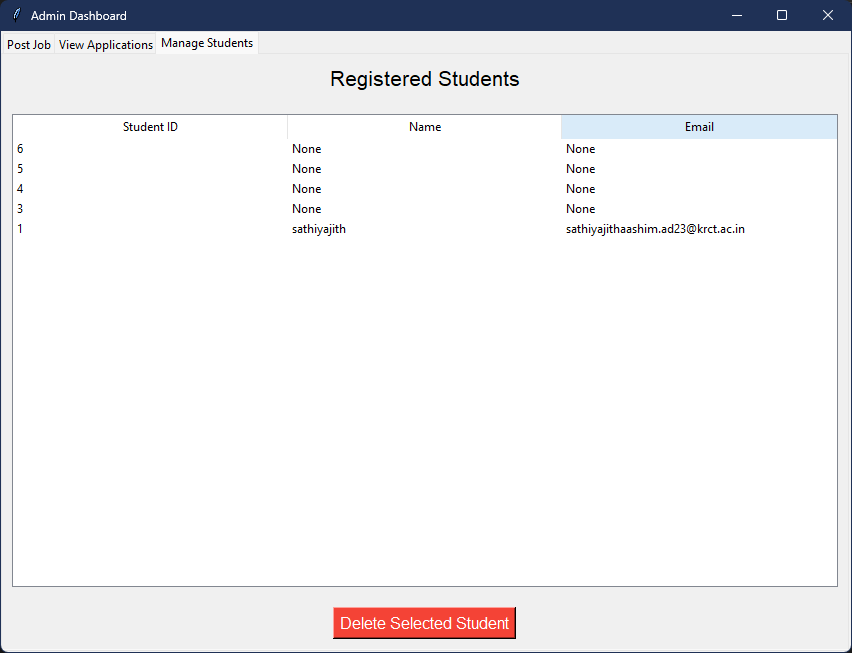 Admin Dashboard
Post Job View Applications Manage Students
Registered Students
Student ID Name Email
6 None None
5 None None
4 None None
3 None None
1 sathiyajith sathiyajithaashim.ad23@krct.ac.in
Delete Selected Student